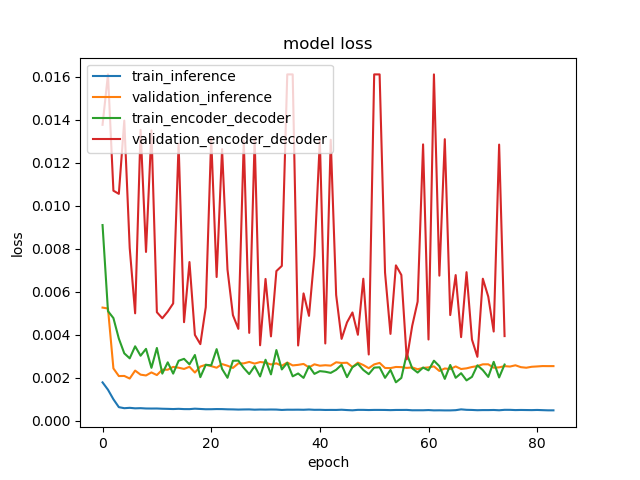 model loss
train_inference
validation_inference
train_encoder_decoder
validation_encoder_decoder
0.016
0.014
0.012
0.010
0.008
0.006
0.004
0.002
0.000
loss
0 20 40 60 80
epoch